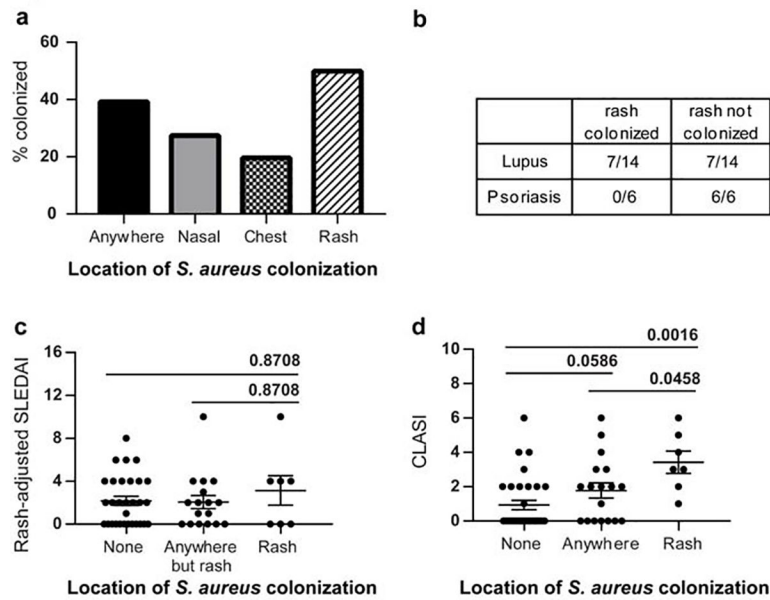 a
60
40
20
0
% colonized
Anywhere Nasal Chest Rash
Location of S. aureus colonization
b
rash colonized
rash not colonized
Lupus 7/14 7/14
Psoriasis 0/6 6/6
c
Rash-adjusted SLEDAI
16
12
8
4
0
0.8708
0.8708
None Anywhere but rash Rash
Location of S. aureus colonization
d
CLASI
10
8
6
4
2
0
0.0016
0.0586
0.0458
None Anywhere Rash
Location of S. aureus colonization